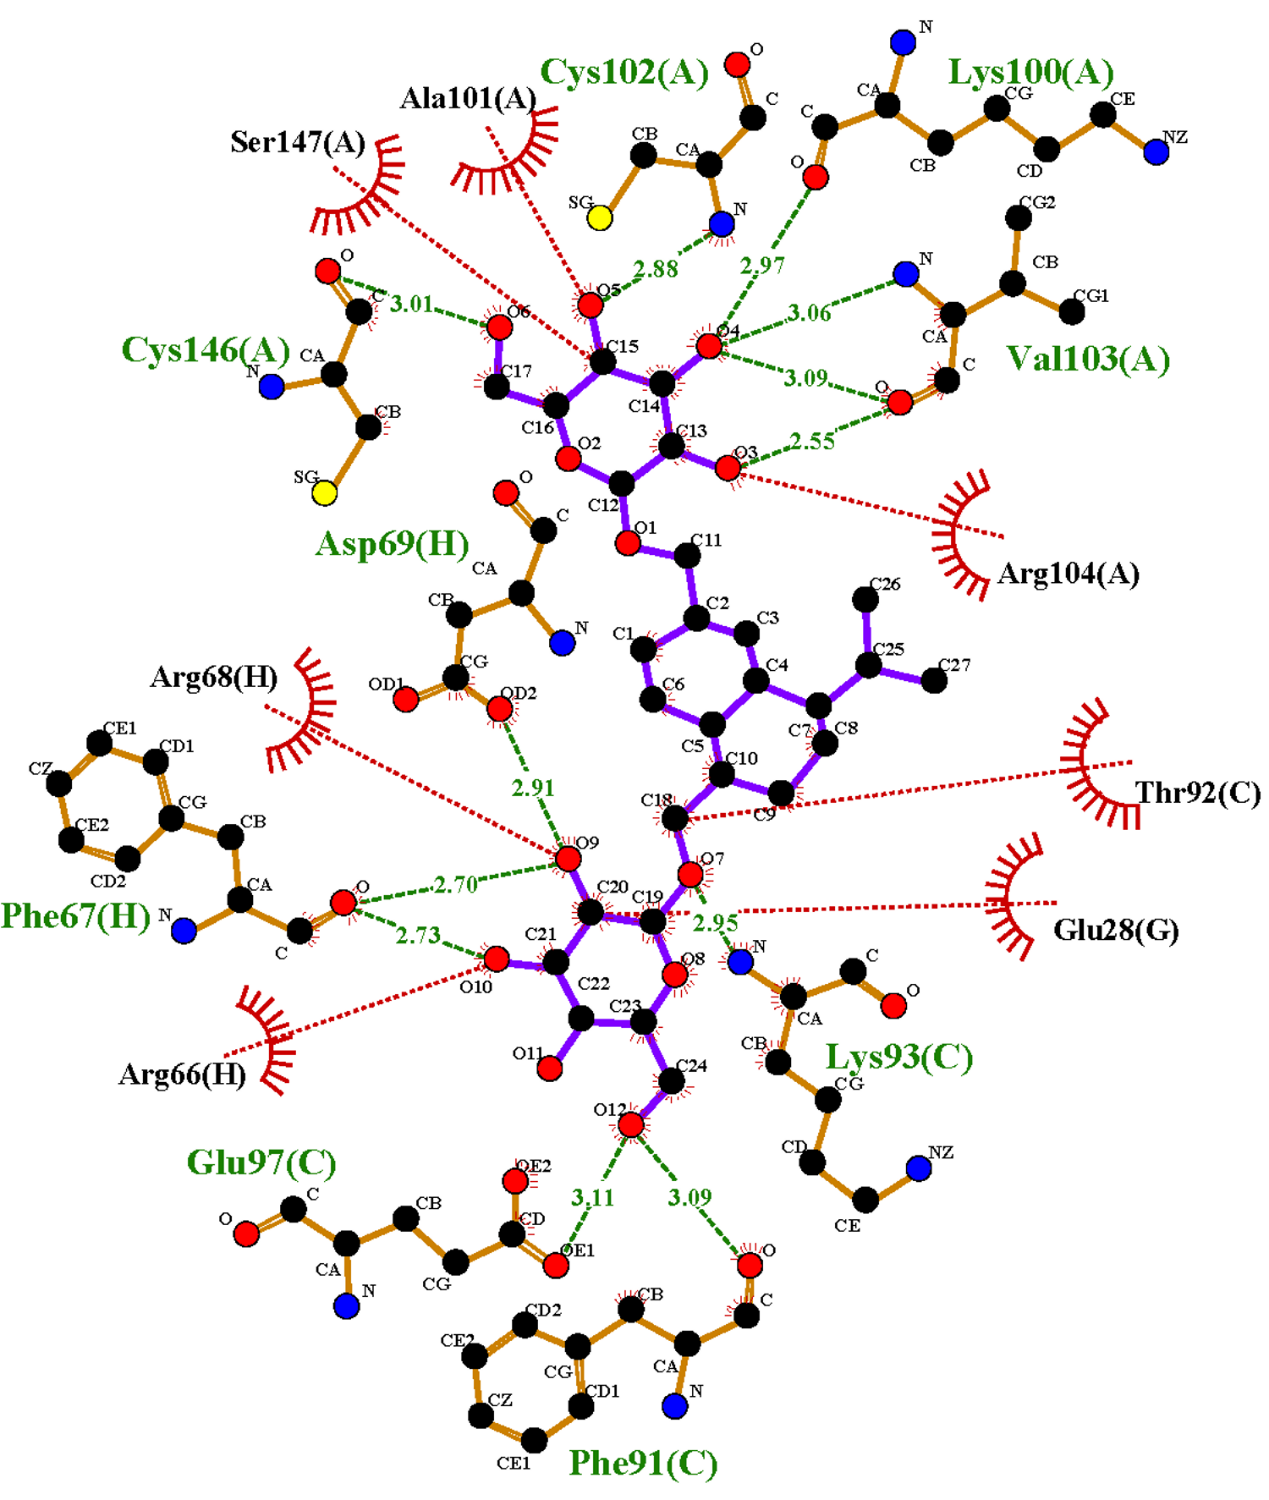 O
N
Cys102(A)
Lys100(A)
CA
CG
CE
Ala101(A)
C
C
NZ
Ser147(A)
CB
CA
O
CB
CD
SG
N
CG2
O
2.88
2.97
N
CB
C
3.01
O6
O5
3.06
CG1
Cys146(A)
CA
N
O4
CA
Val103(A)
C15
C17
3.09
C
O
C14
CB
C16
C13
2.55
O2
O3
SG
O
C12
C
Asp69(H)
O1
C11
Arg104(A)
CA
C26
CB
N
C2
C3
C1
C25
CG
C4
C27
Arg68(H)
OD1
OD2
C6
CE1
CD1
C5
C7
C8
C10
CZ
2.91
Thr92(C)
CG
C18
C9
CE2
CB
O9
CD2
O7
CA
2.70
C20
C19
N
O
Phe67(H)
2.95
Glu28(G)
2.73
C21
N
C
C
O8
O
O10
C22
C23
CA
Arg66(H)
O11
CB
Lys93(C)
C24
CG
O12
CD
NZ
Glu97(C)
OE2
C
3.11
3.09
CB
CD
O
CE
OE1
O
CA
N
CG
CB
C
CD2
CE2
CG
CA
CD1
N
CZ
CE1
Phe91(C)